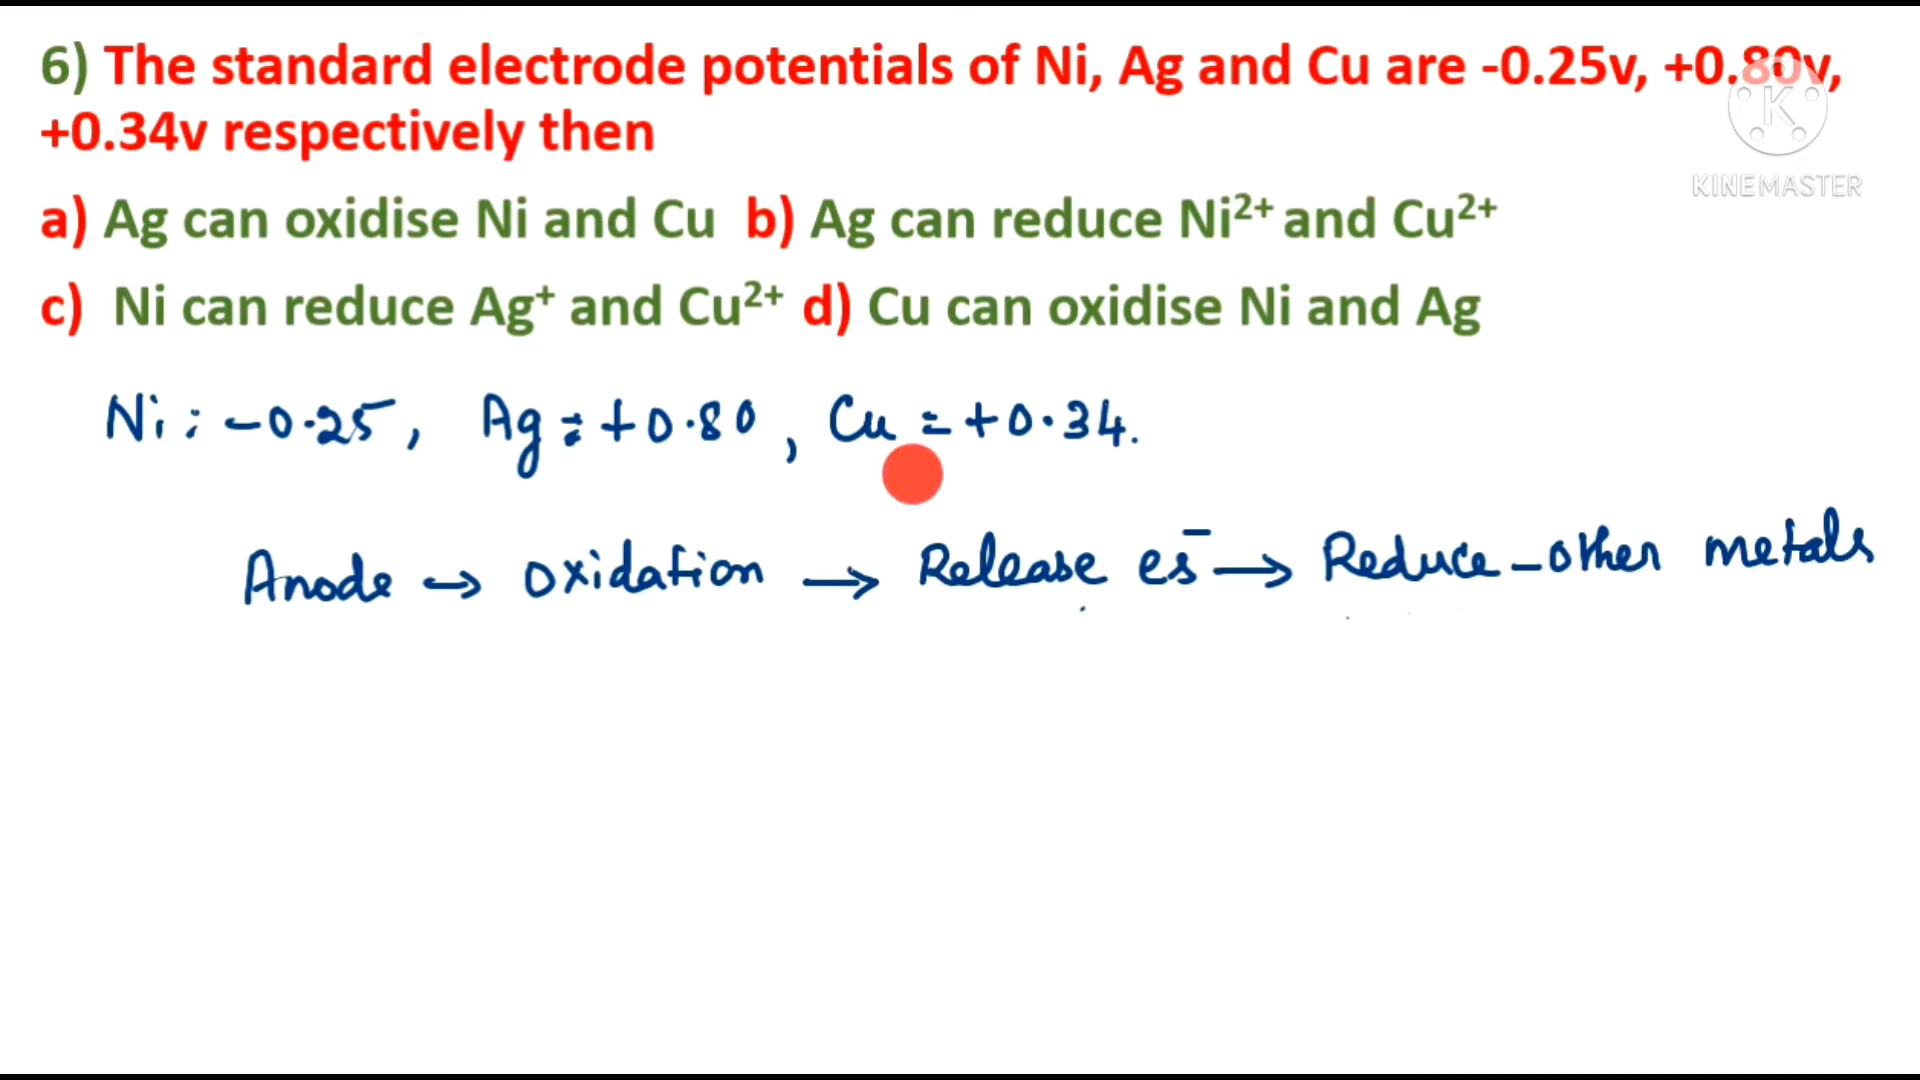 6) The standard electrode potentials of Ni, Ag and Cu are -0.25v, +0.80v,
+0.34v respectively then
K
KINEMASTER
a) Ag can oxidise Ni and Cu b) Ag can reduce Ni²⁺ and Cu²⁺
c) Ni can reduce Ag⁺ and Cu²⁺ d) Cu can oxidise Ni and Ag
Ni : -0.25, Ag = +0.80, Cu = +0.34.
Anode → oxidation → Release es⁻ → Reduce - other metals